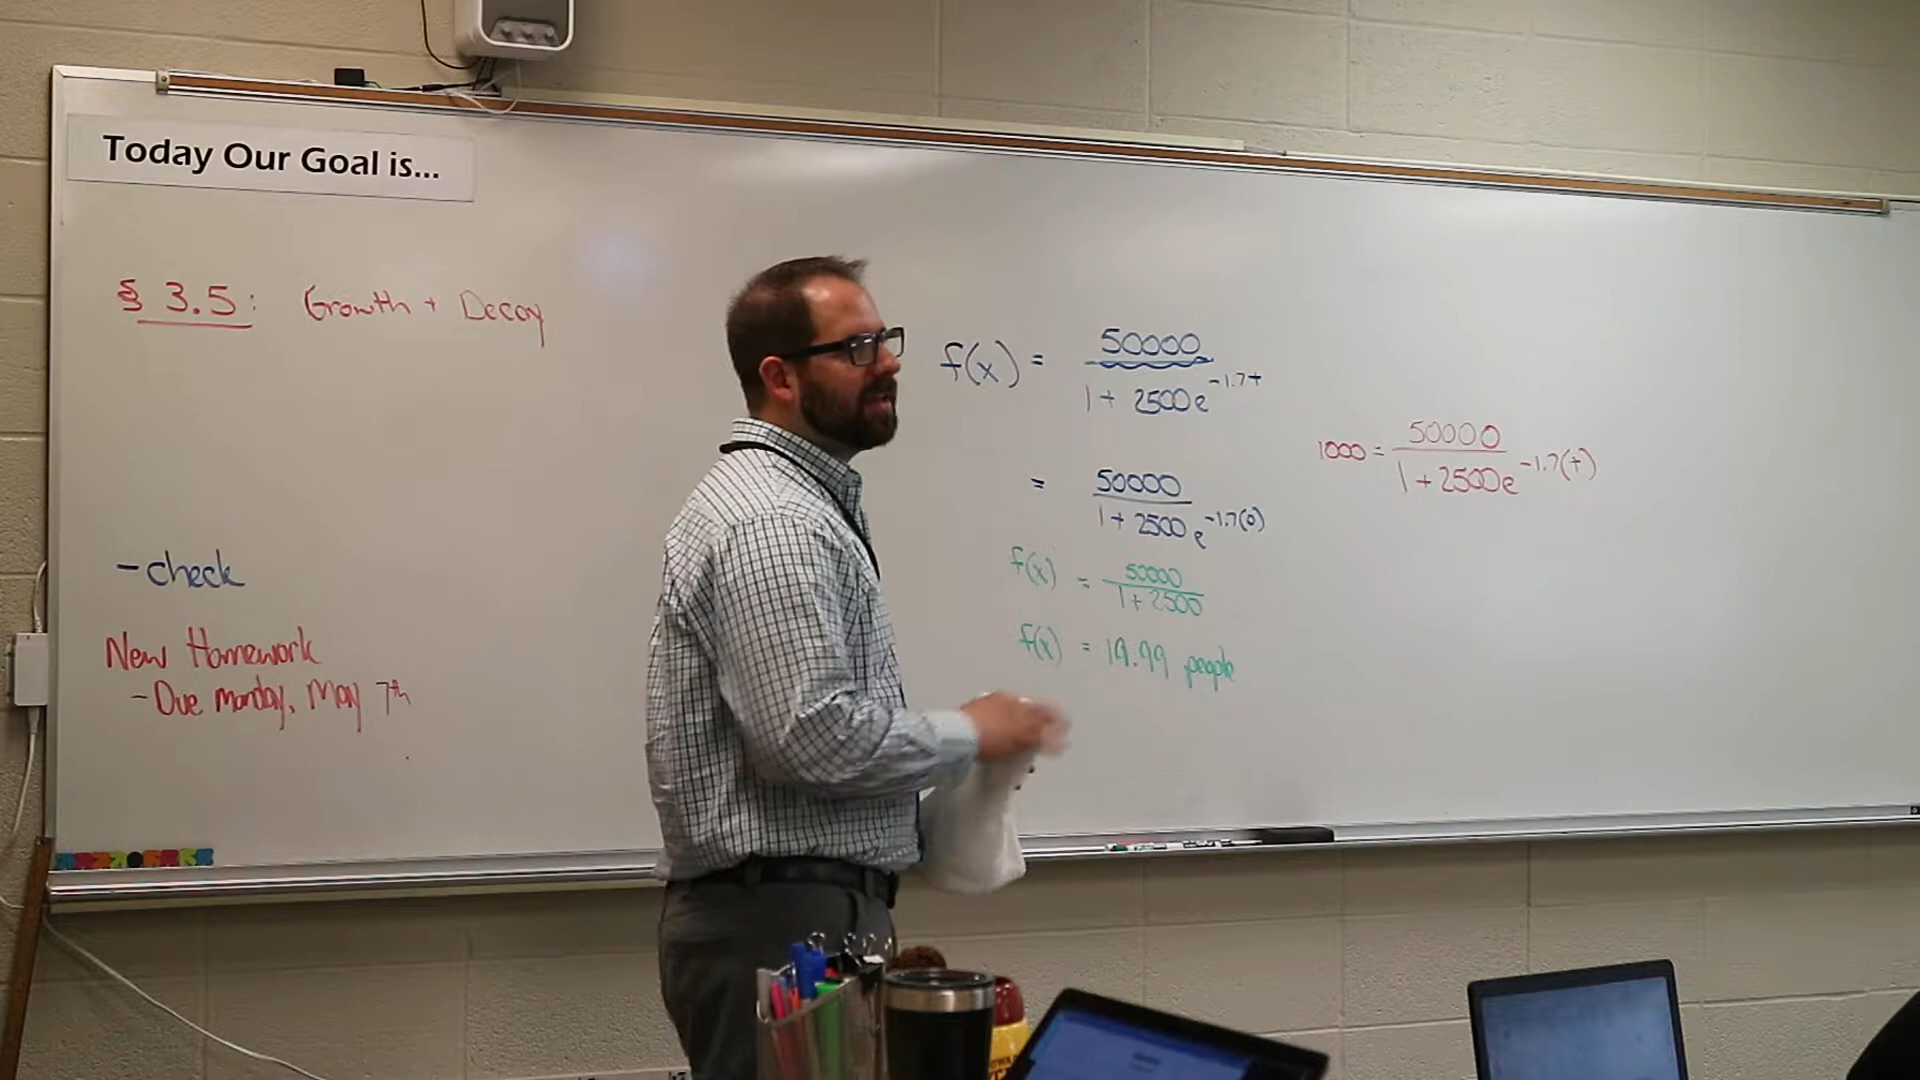 Today Our Goal is...
§ 3.5: Growth + Decay
- check
New Homework
- Due Monday, May 7th
f(x) = 50000 / 1 + 2500e^-1.7t
= 50000 / 1 + 2500e^-1.7(0)
f(x) = 50000 / 1 + 2500
f(x) = 19.99 people
1000 = 50000 / 1 + 2500e^-1.7(t)